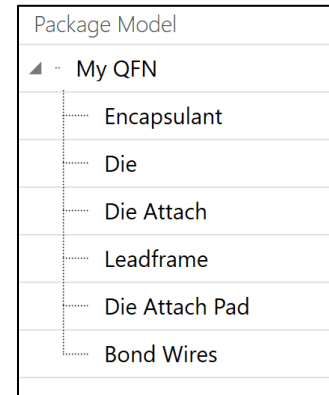 Package Model
My QFN
Encapsulant
Die
Die Attach
Leadframe
Die Attach Pad
Bond Wires